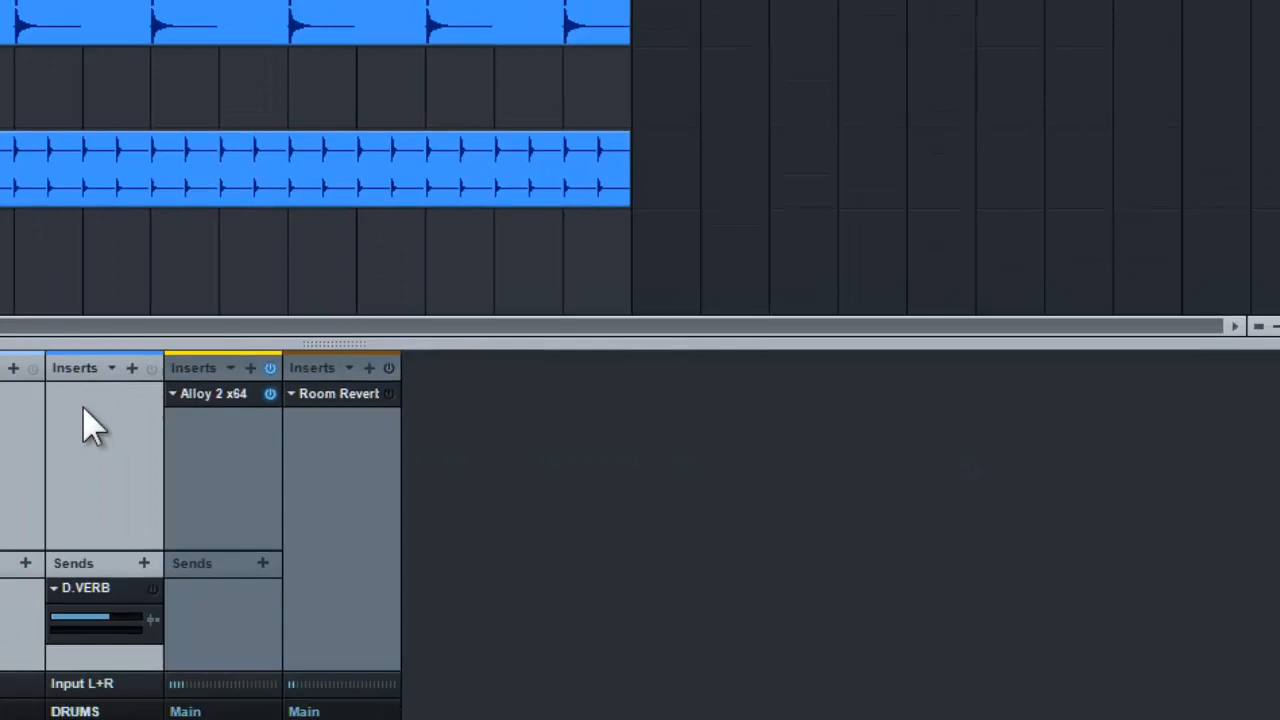 Inserts Inserts Inserts
Alloy 2 x64 Room Revert
Sends Sends
D.VERB
Input L+R
DRUMS Main Main